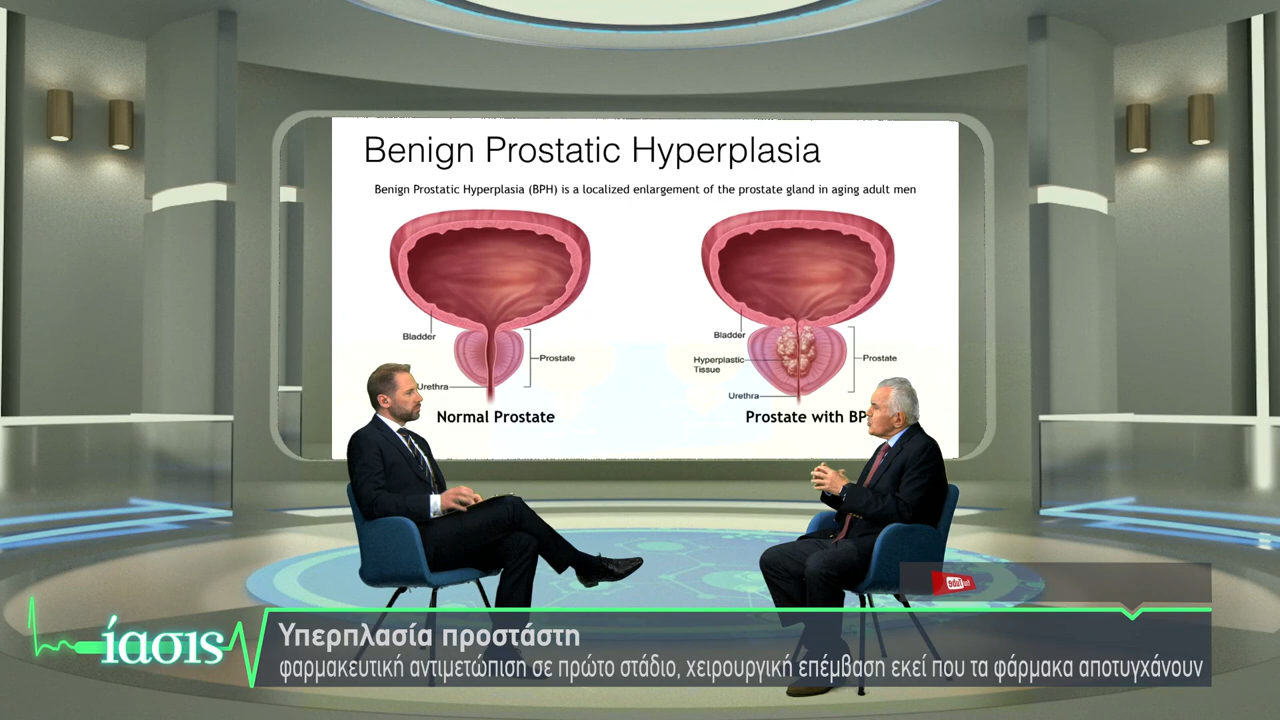 Benign Prostatic Hyperplasia
Benign Prostatic Hyperplasia (BPH) is a localized enlargement of the prostate gland in aging adult men
Bladder
Prostate
Urethra
Normal Prostate
Bladder
Hyperplastic
Tissue
Prostate
Urethra
Prostate with BP
ίασις
Υπερπλασία προστάστη
φαρμακευτική αντιμετώπιση σε πρώτο στάδιο, χειρουργική επέμβαση εκεί που τα φάρμακα αποτυγχάνουν